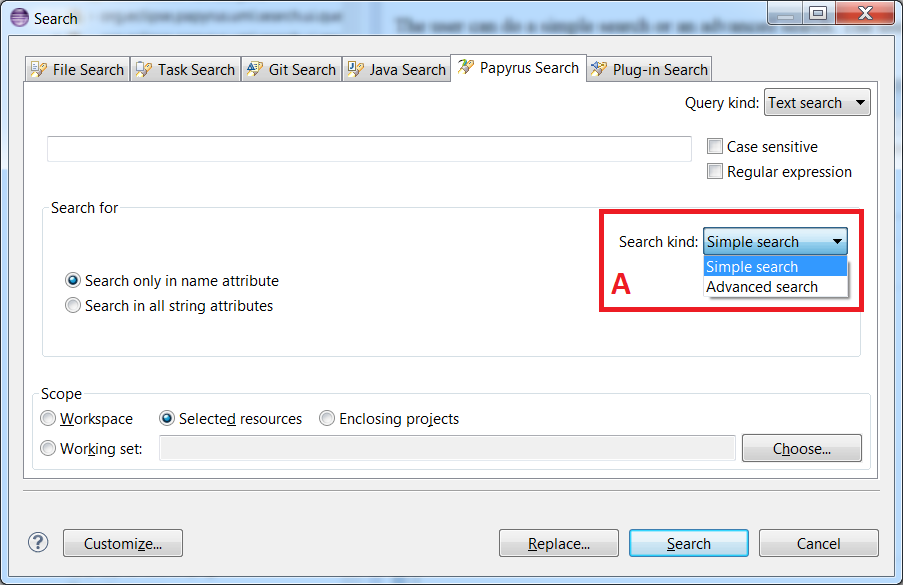 Search
File Search Task Search Git Search Java Search Papyrus Search Plug-in Search
Query kind: Text search
Case sensitive
Regular expression
Search for
Search kind: Simple search
Simple search
Advanced search
A
Search only in name attribute
Search in all string attributes
Scope
Workspace Selected resources Enclosing projects
Working set: Choose...
? Customize... Replace... Search Cancel